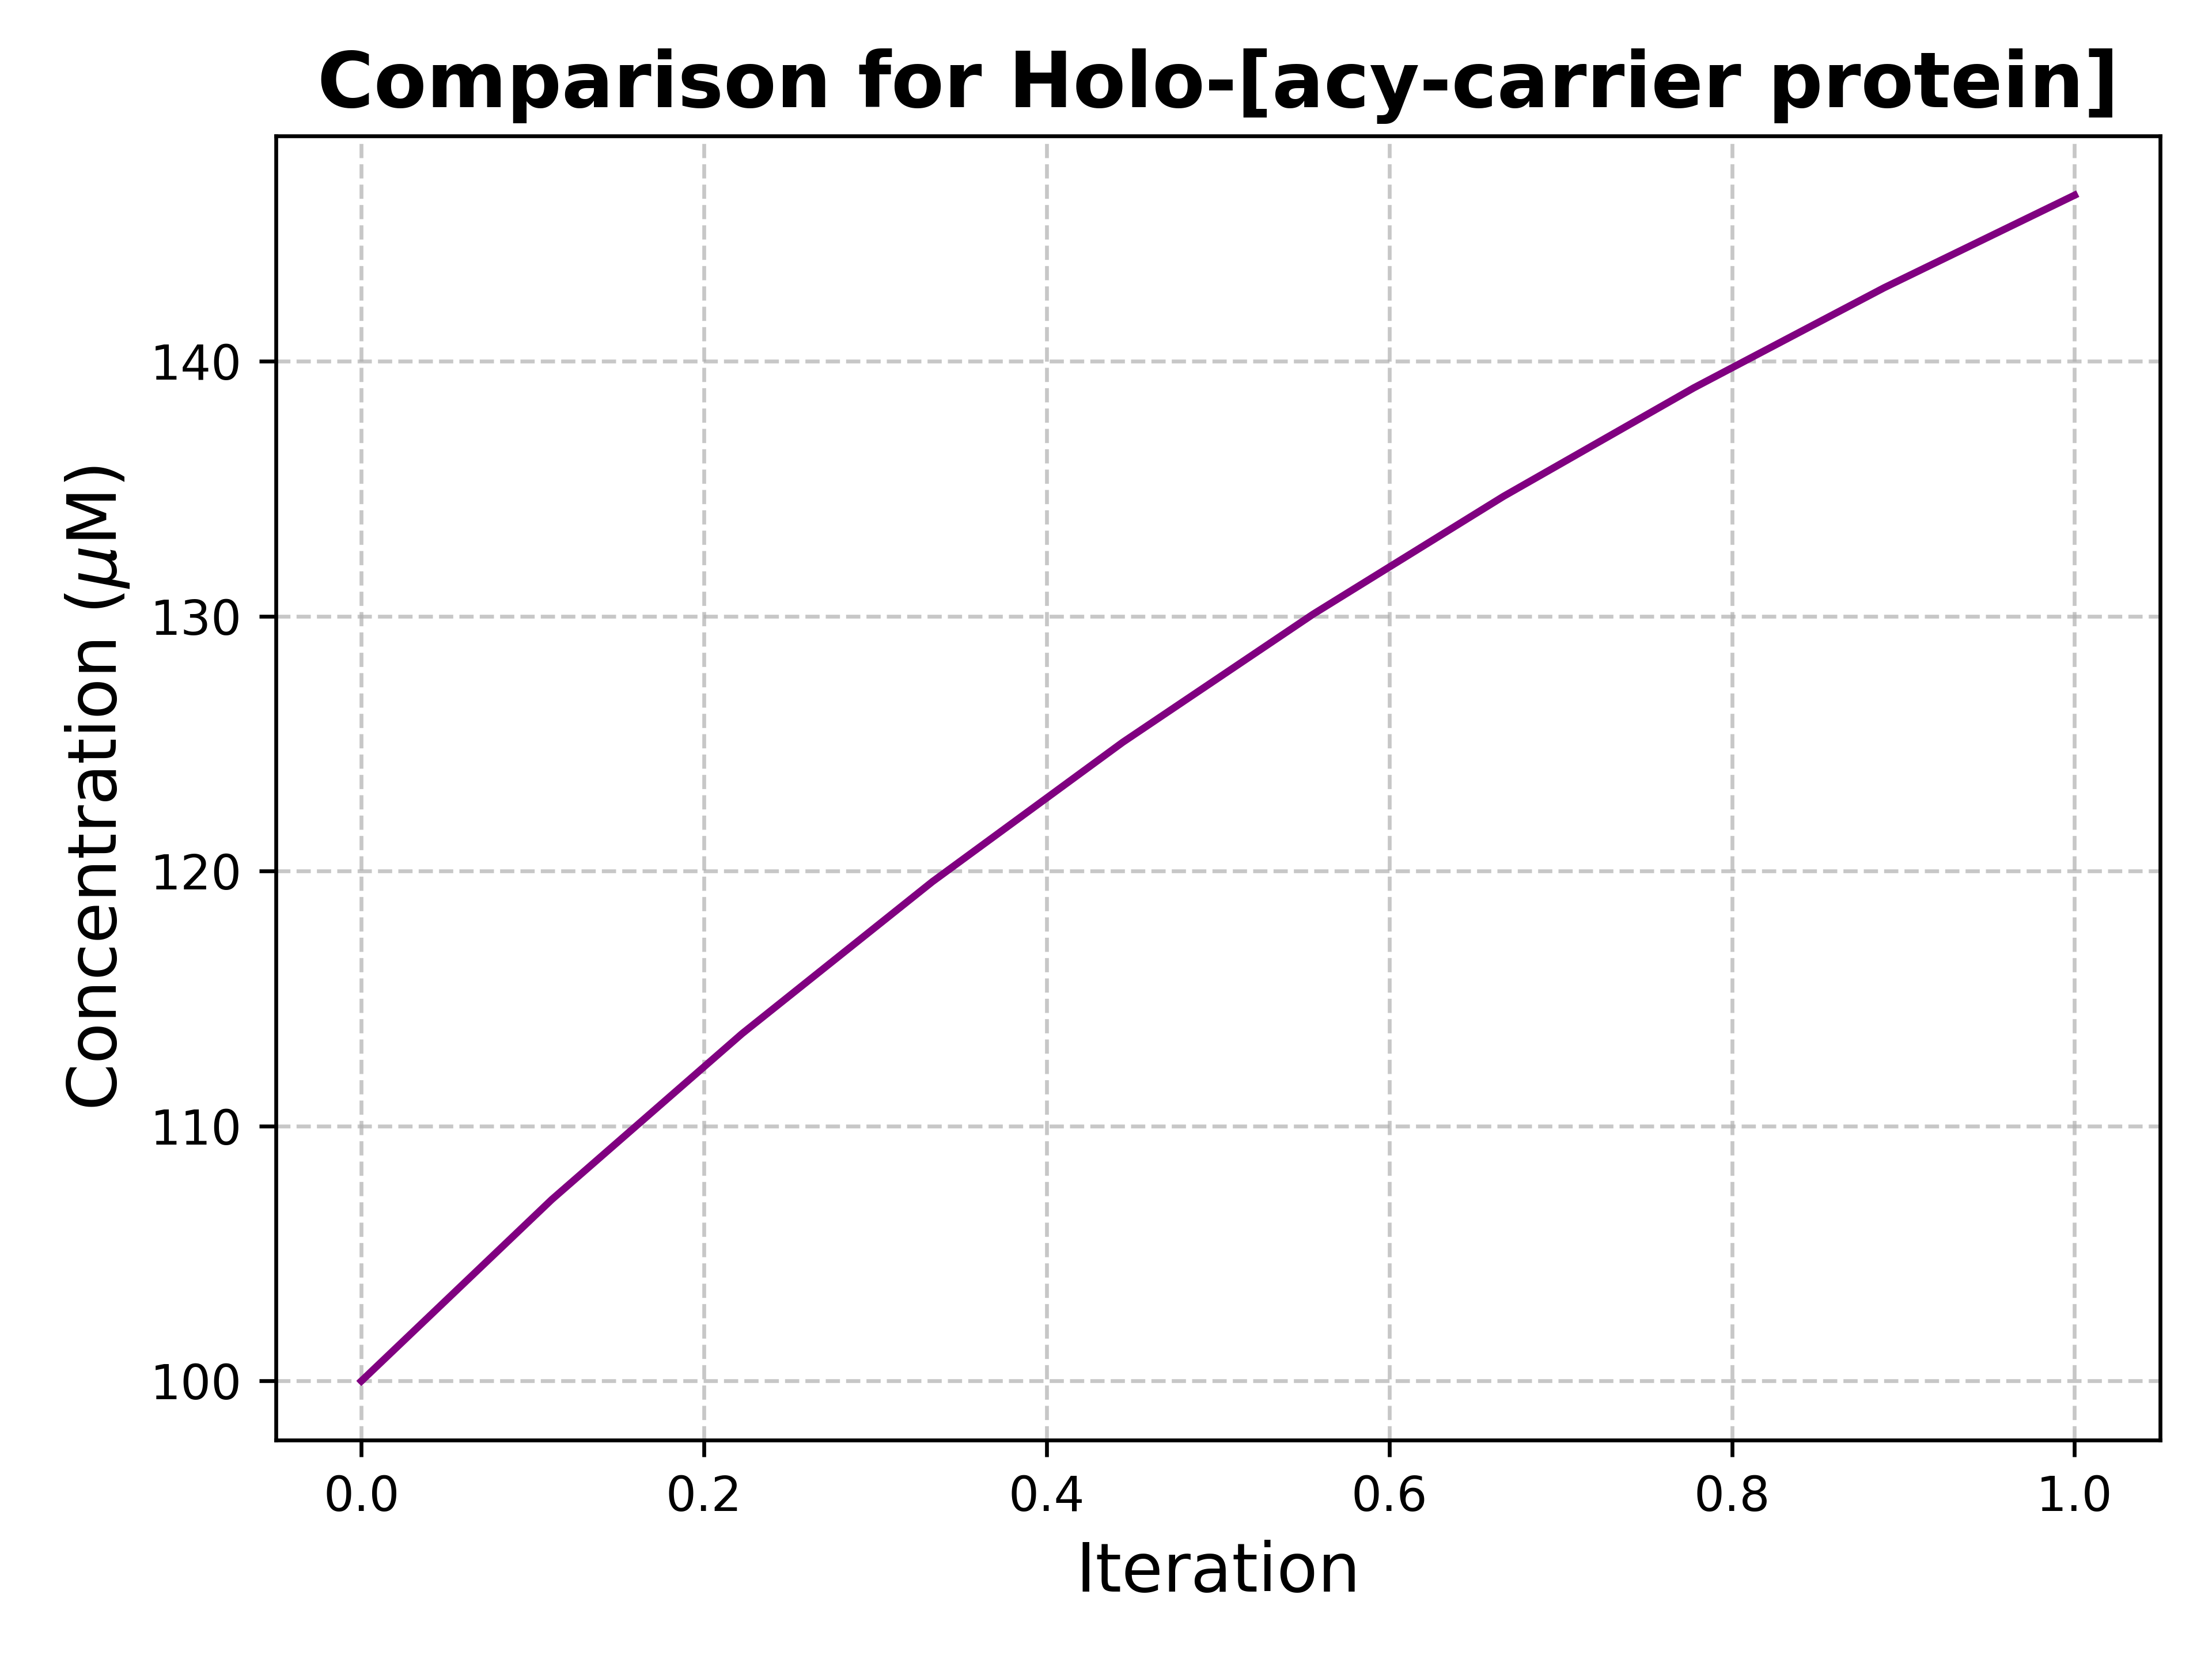 Comparison for Holo-[acy-carrier protein]
Concentration (μM)
140
130
120
110
100
0.0 0.2 0.4 0.6 0.8 1.0
Iteration